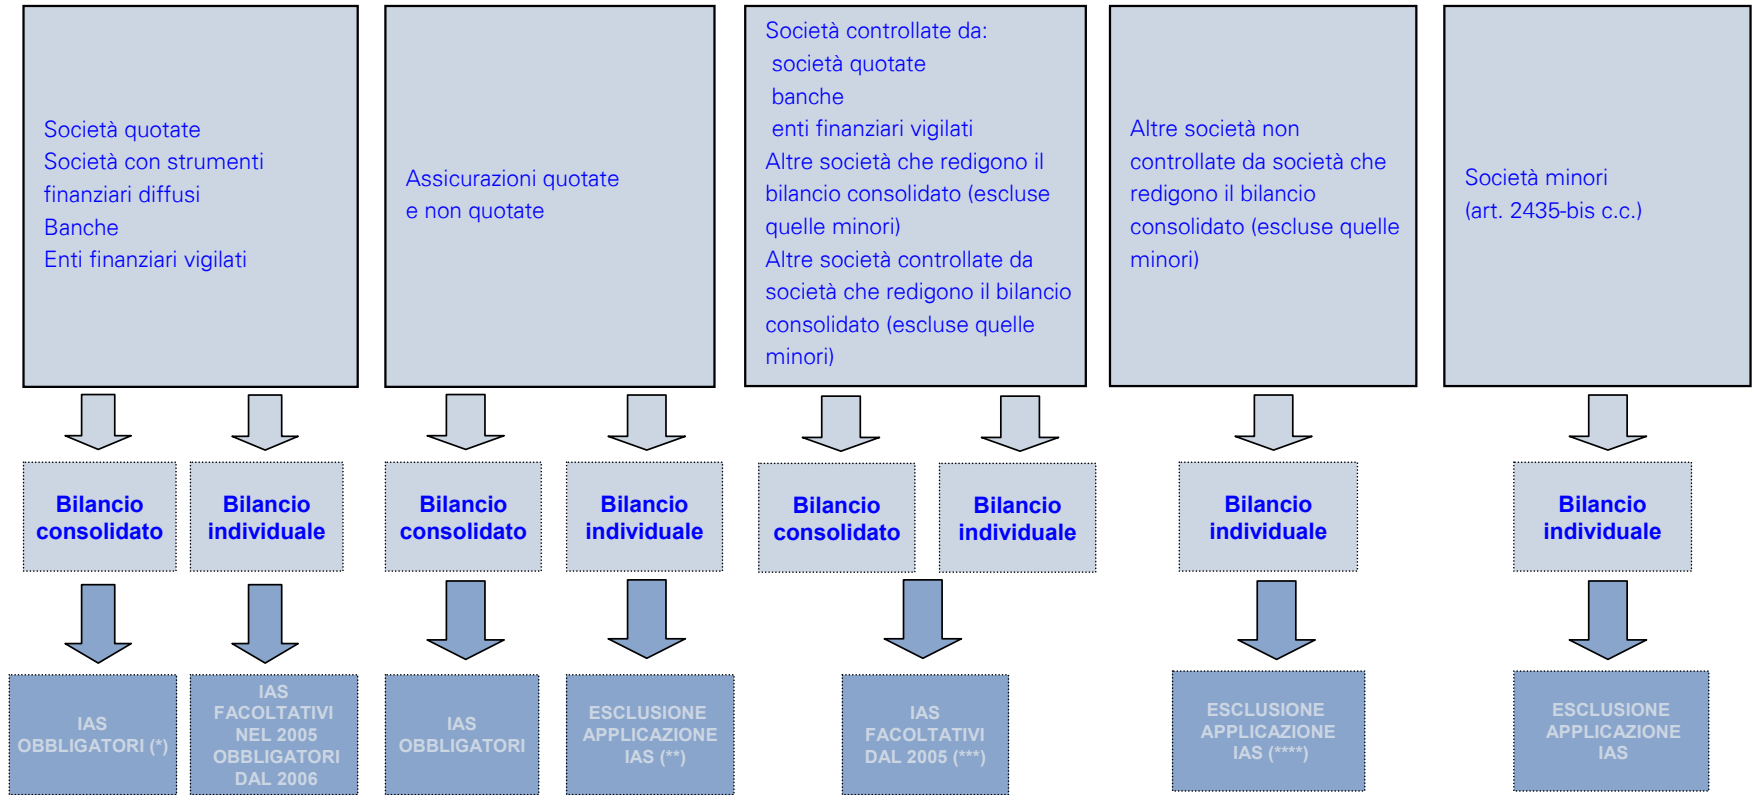 Società quotate
Società con strumenti
finanziari diffusi
Banche
Enti finanziari vigilati
Assicurazioni quotate
e non quotate
Società controllate da:
società quotate
banche
enti finanziari vigilati
Altre società che redigono il
bilancio consolidato (escluse
quelle minori)
Altre società controllate da
società che redigono il bilancio
consolidato (escluse quelle
minori)
Altre società non
controllate da società che
redigono il bilancio
consolidato (escluse quelle
minori)
Società minori
(art. 2435-bis c.c.)
Bilancio
consolidato
Bilancio
individuale
Bilancio
consolidato
Bilancio
individuale
Bilancio
consolidato
Bilancio
individuale
Bilancio
individuale
Bilancio
individuale
IAS
OBBLIGATORI (*)
IAS
FACOLTATIVI
NEL 2005
OBBLIGATORI
DAL 2006
IAS
OBBLIGATORI
ESCLUSIONE
APPLICAZIONE
IAS (**)
IAS
FACOLTATIVI
DAL 2005 (***)
ESCLUSIONE
APPLICAZIONE
IAS (****)
ESCLUSIONE
APPLICAZIONE
IAS